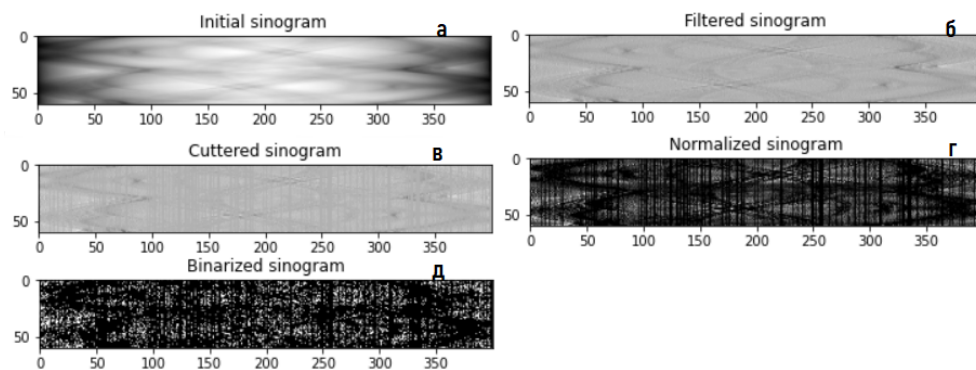 Initial sinogram а
0
50
0 50 100 150 200 250 300 350
Filtered sinogram б
0
50
0 50 100 150 200 250 300 350
Cuttered sinogram в
0
50
0 50 100 150 200 250 300 350
Normalized sinogram г
0
50
0 50 100 150 200 250 300 350
Binarized sinogram д
0
50
0 50 100 150 200 250 300 350